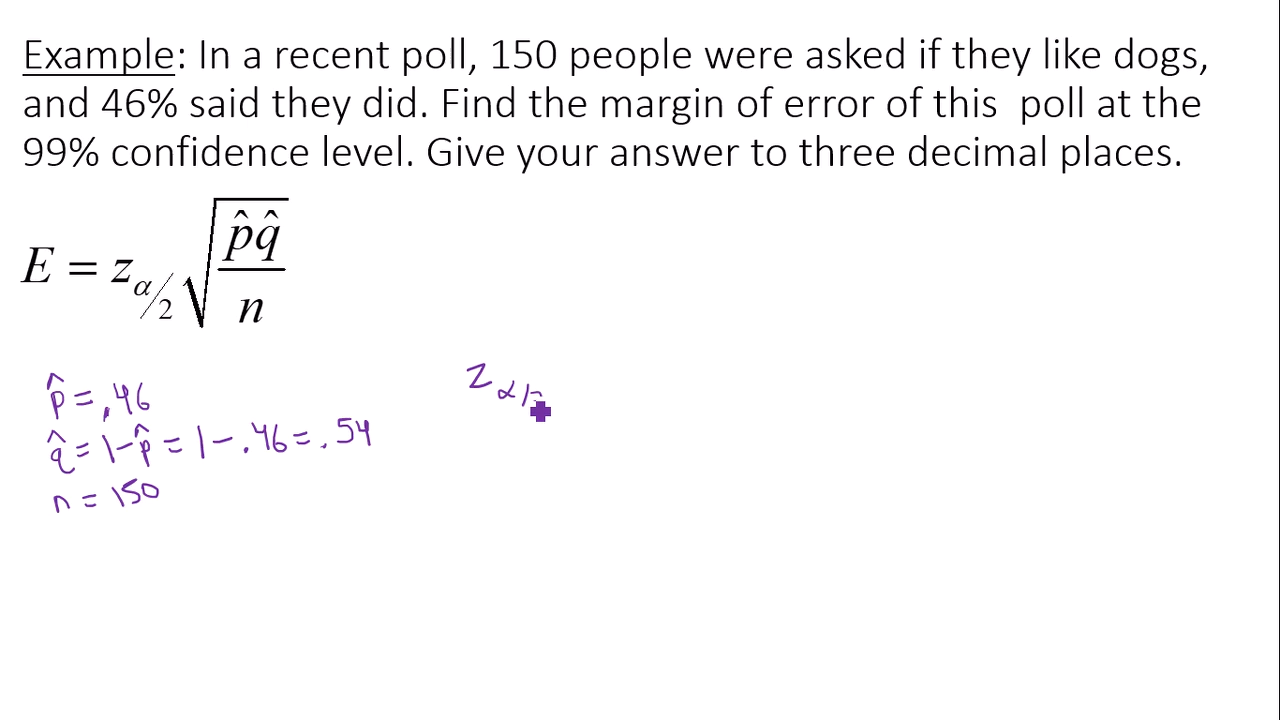 Example: In a recent poll, 150 people were asked if they like dogs,
and 46% said they did. Find the margin of error of this poll at the
99% confidence level. Give your answer to three decimal places.
E = z_{α/2} √(p̂q̂/n)
p̂ = .46
q̂ = 1-p̂ = 1-.46 = .54
n = 150
z α/